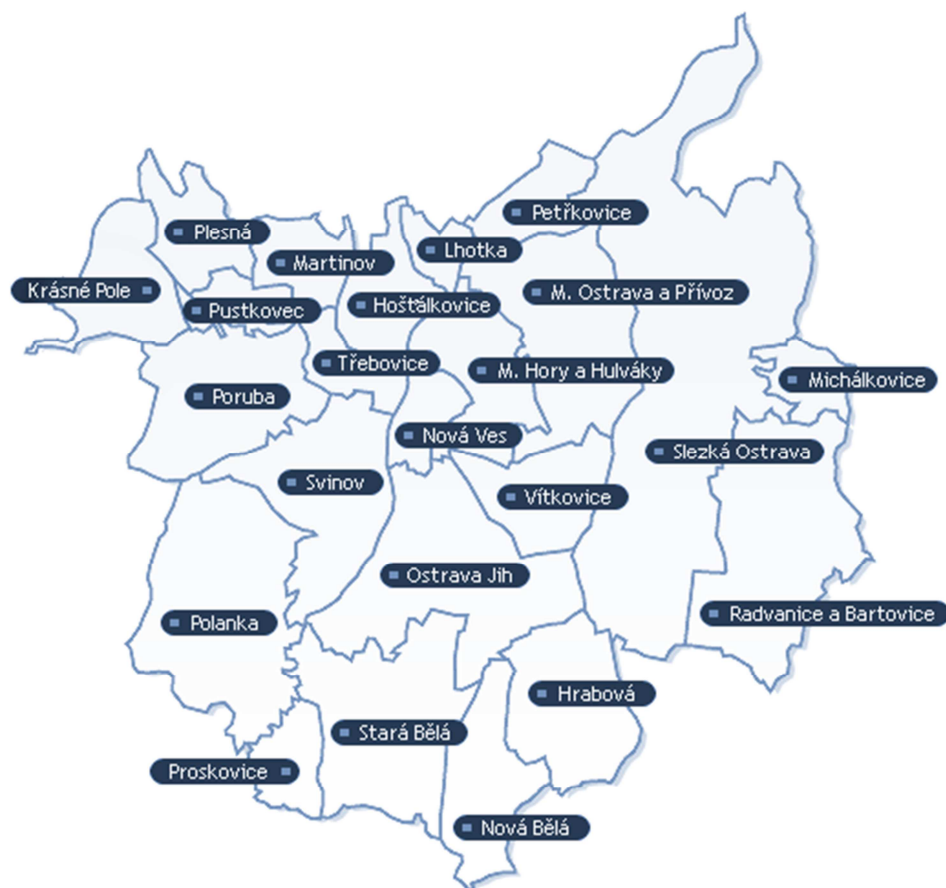 Petřkovice
Plesná
Lhotka
Martinov
Krásné Pole
M. Ostrava a Přívoz
Hošťálkovice
Pustkovec
Třebovice
M. Hory a Hulváky
Michálkovice
Poruba
Nová Ves
Slezká Ostrava
Svinov
Vítkovice
Ostrava Jih
Radvanice a Bartovice
Polanka
Hrabová
Stará Bělá
Proskovice
Nová Bělá